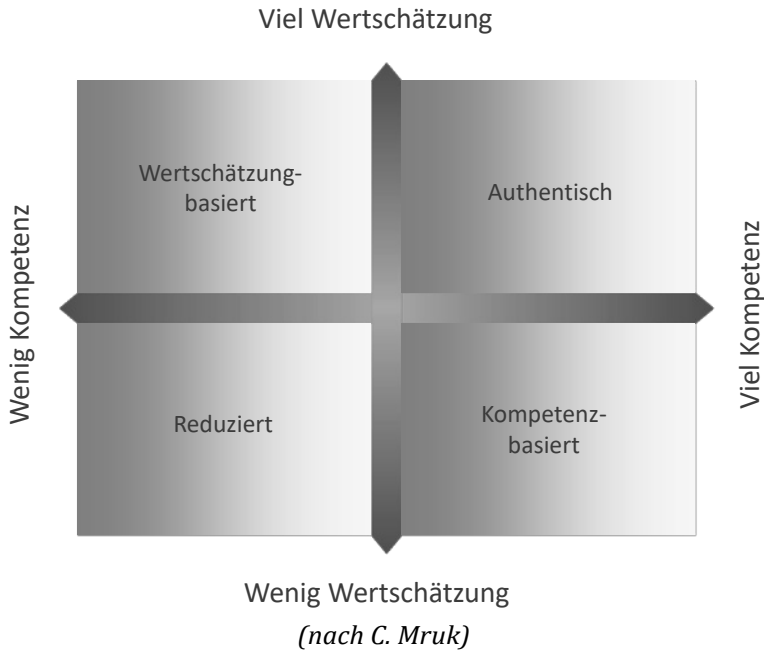 Viel Wertschätzung
Wertschätzung-
basiert
Authentisch
Wenig Kompetenz
Viel Kompetenz
Reduziert
Kompetenz-
basiert
Wenig Wertschätzung
(nach C. Mruk)